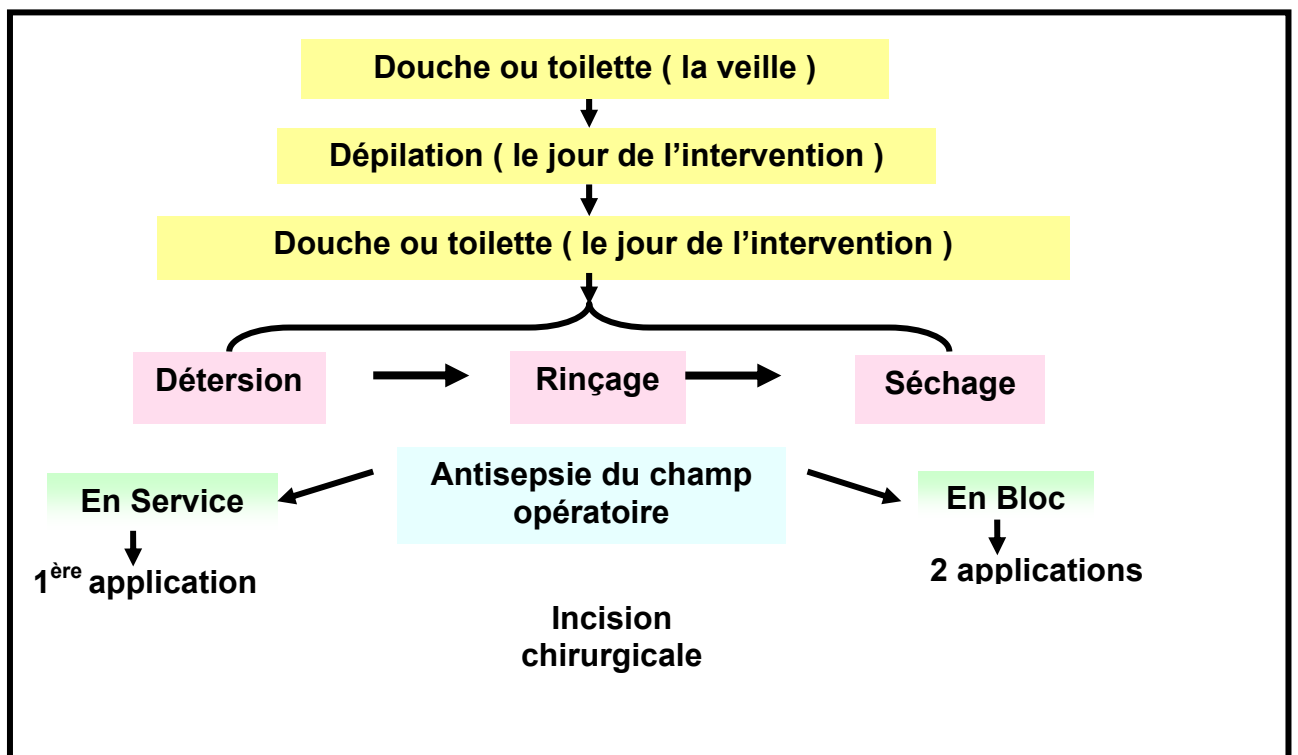 Douche ou toilette ( la veille )
Dépilation ( le jour de l’intervention )
Douche ou toilette ( le jour de l’intervention )
Détersion
Rinçage
Séchage
Antisepsie du champ
opératoire
En Service
En Bloc
1ère application
2 applications
Incision
chirurgicale